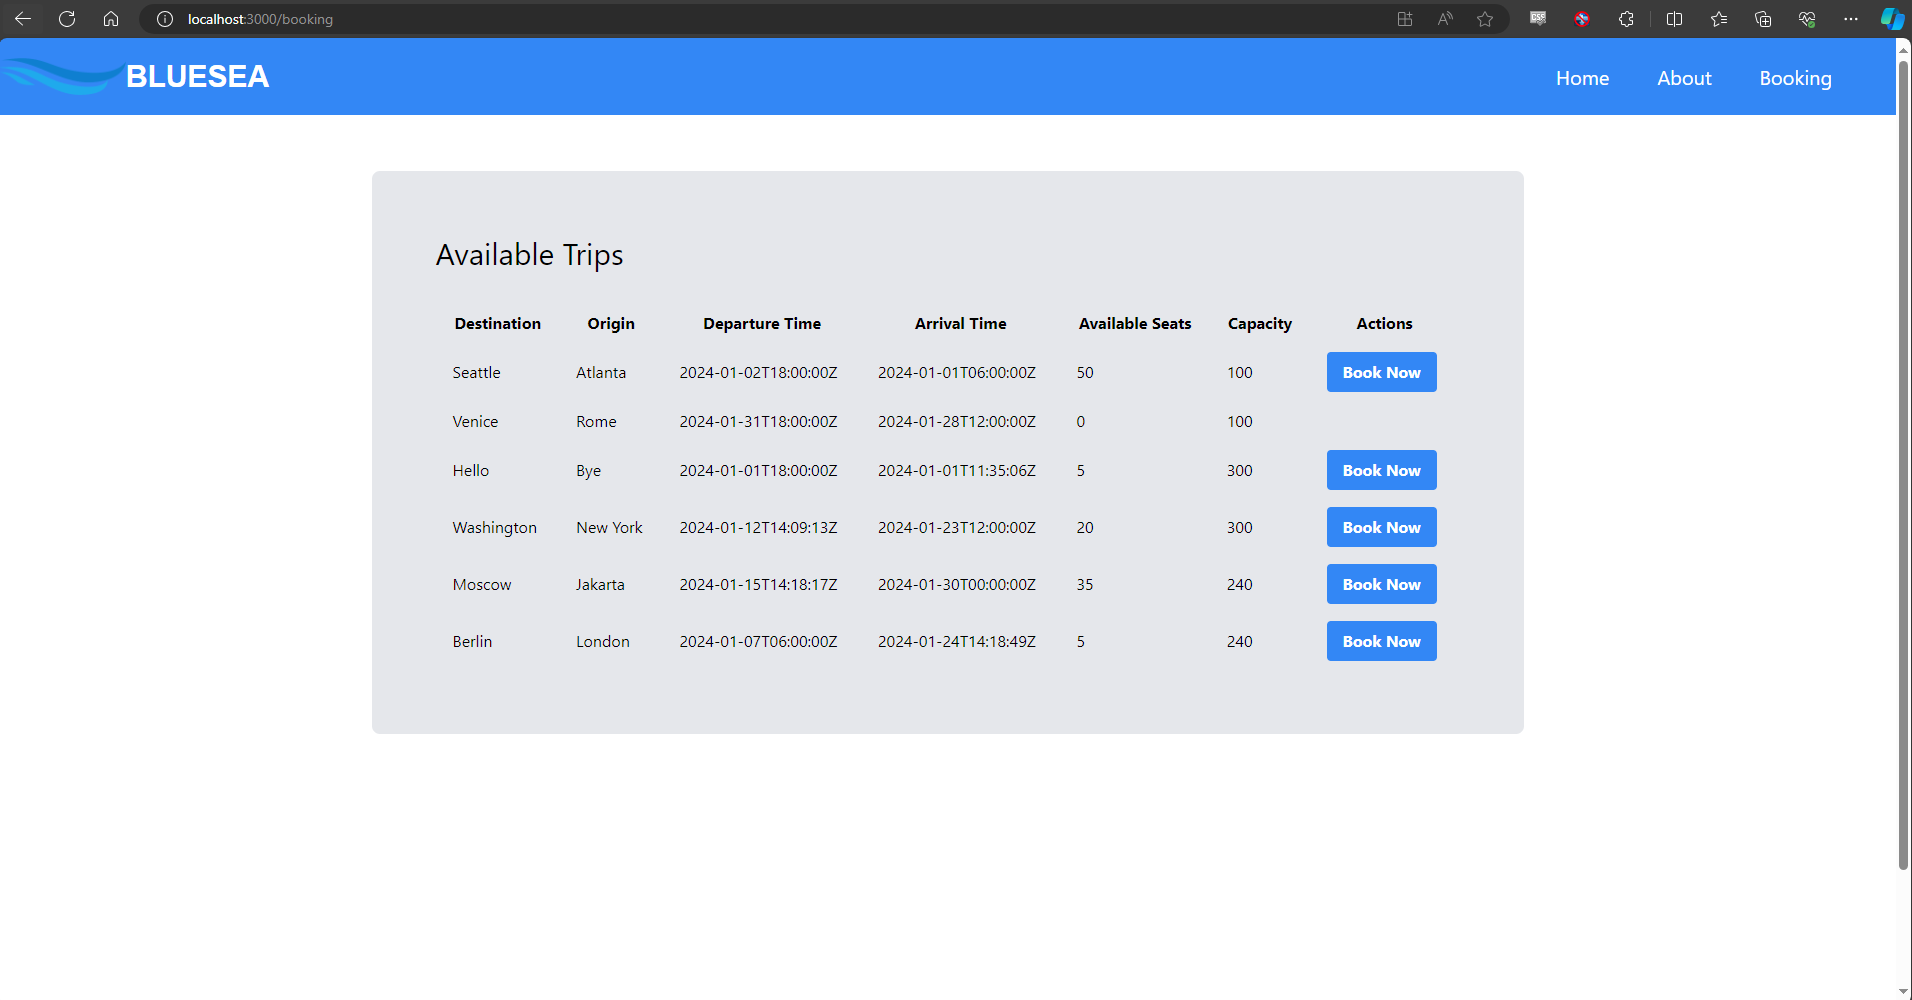 localhost:3000/booking
BLUESEA
Home About Booking
Available Trips
Destination Origin Departure Time Arrival Time Available Seats Capacity Actions
Seattle Atlanta 2024-01-02T18:00:00Z 2024-01-01T06:00:00Z 50 100 Book Now
Venice Rome 2024-01-31T18:00:00Z 2024-01-28T12:00:00Z 0 100
Hello Bye 2024-01-01T18:00:00Z 2024-01-01T11:35:06Z 5 300 Book Now
Washington New York 2024-01-12T14:09:13Z 2024-01-23T12:00:00Z 20 300 Book Now
Moscow Jakarta 2024-01-15T14:18:17Z 2024-01-30T00:00:00Z 35 240 Book Now
Berlin London 2024-01-07T06:00:00Z 2024-01-24T14:18:49Z 5 240 Book Now